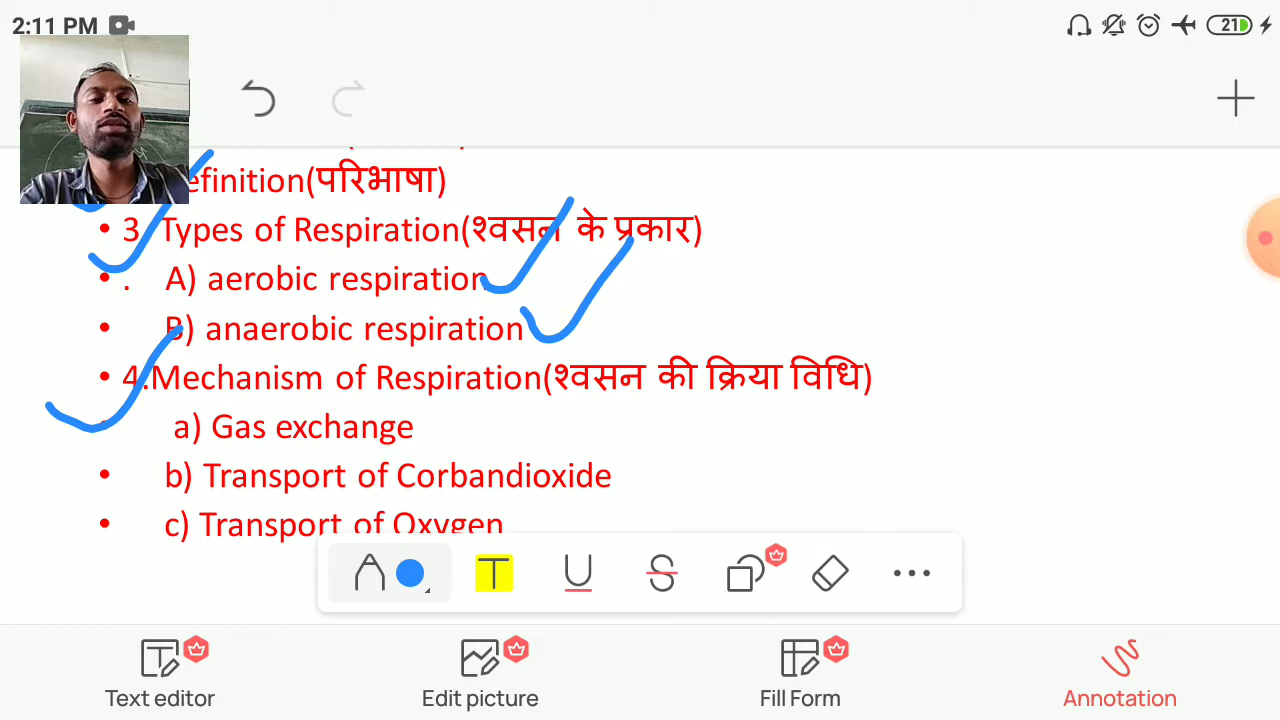 2:11 PM
21
efinition(परिभाषा)
• 3. Types of Respiration(श्वसन के प्रकार)
• . A) aerobic respiration
• B) anaerobic respiration
• 4.Mechanism of Respiration(श्वसन की क्रिया विधि)
• a) Gas exchange
• b) Transport of Corbandioxide
• c) Transport of Oxygen
Text editor
Edit picture
Fill Form
Annotation